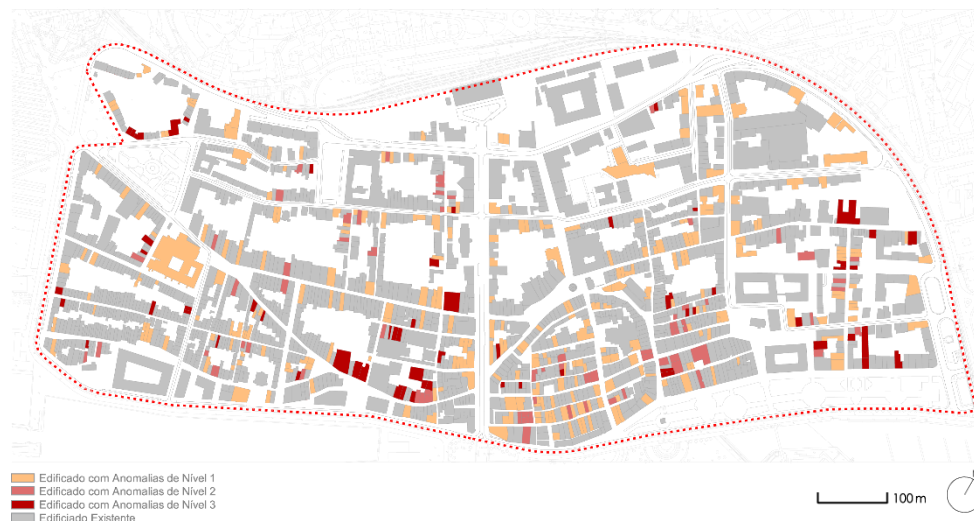 Edificado com Anomalias de Nível 1
Edificado com Anomalias de Nível 2
Edificado com Anomalias de Nível 3
Edificiado Existente
100 m